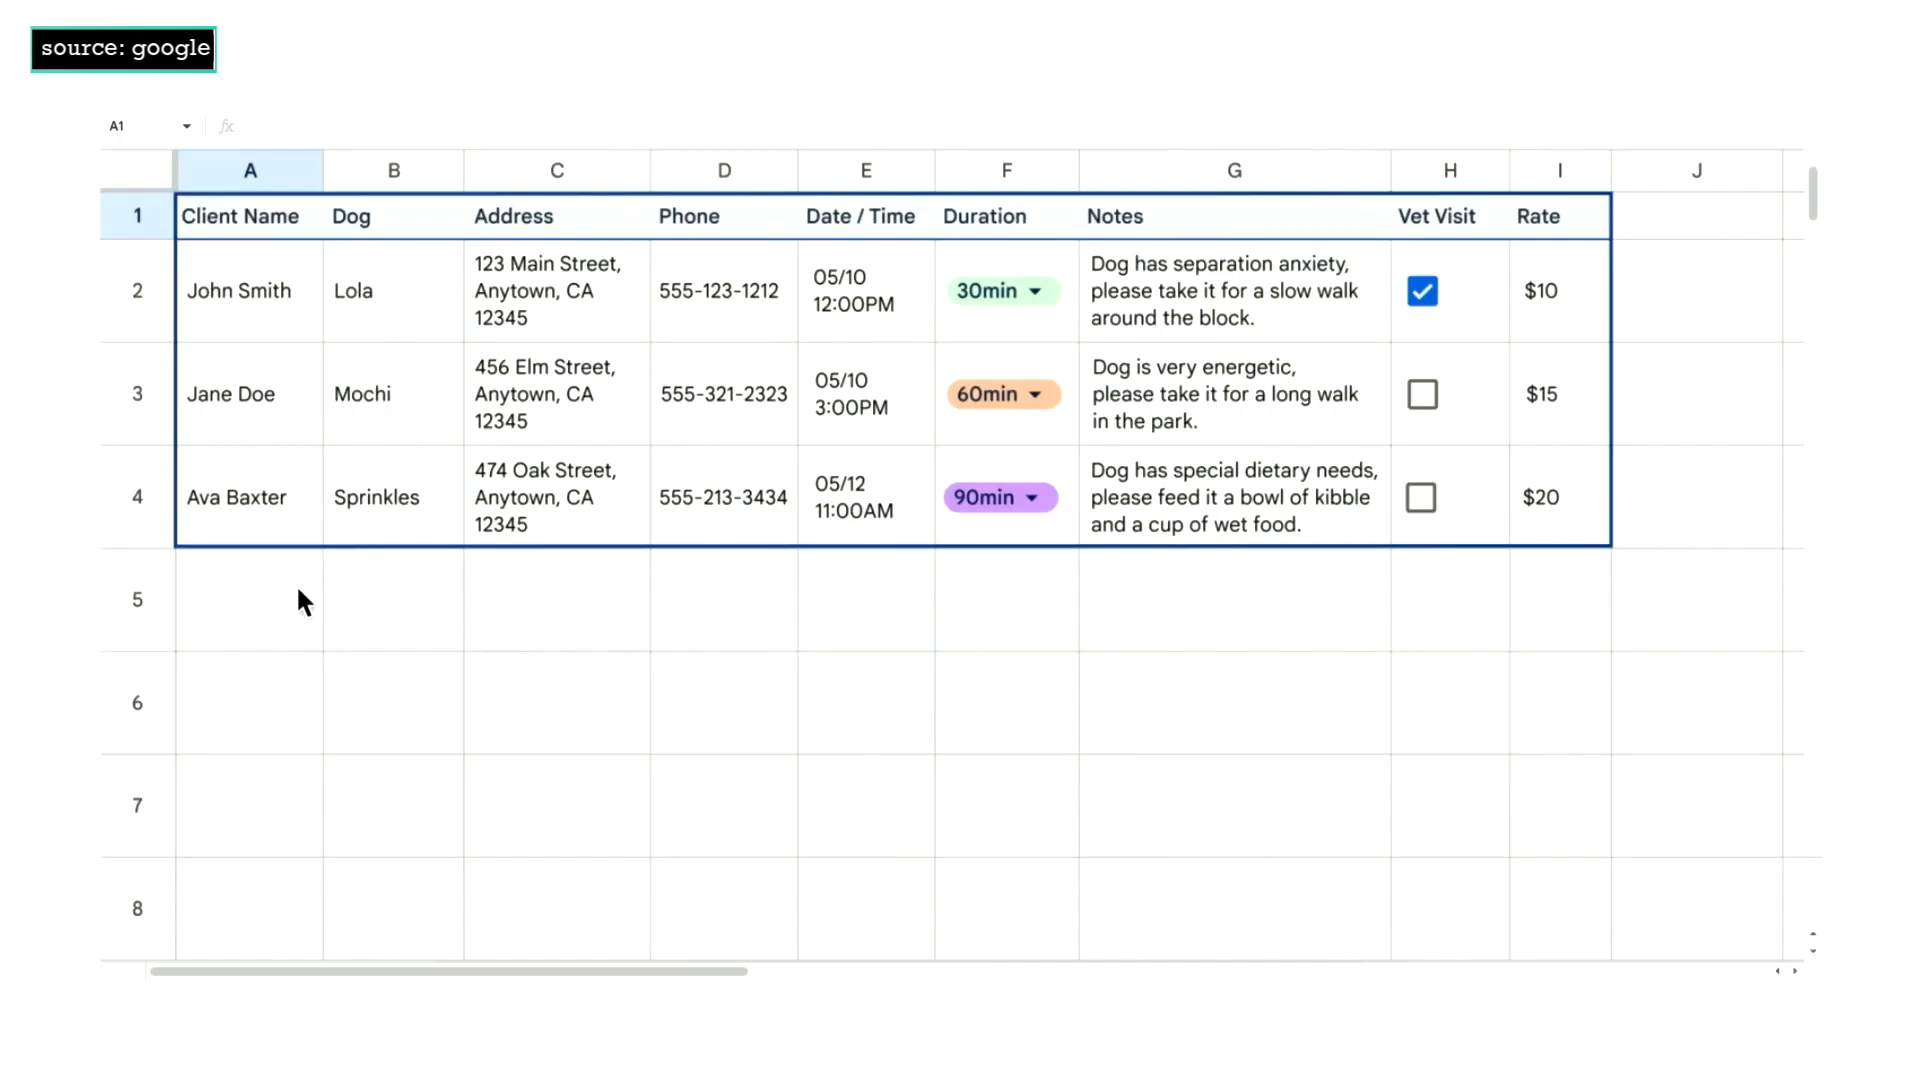 source: google
A1 fx
A B C D E F G H I J
1 Client Name Dog Address Phone Date / Time Duration Notes Vet Visit Rate
2 John Smith Lola
123 Main Street,
Anytown, CA
12345
555-123-1212
05/10
12:00PM
30min
Dog has separation anxiety,
please take it for a slow walk
around the block.
$10
3 Jane Doe Mochi
456 Elm Street,
Anytown, CA
12345
555-321-2323
05/10
3:00PM
60min
Dog is very energetic,
please take it for a long walk
in the park.
$15
4 Ava Baxter Sprinkles
474 Oak Street,
Anytown, CA
12345
555-213-3434
05/12
11:00AM
90min
Dog has special dietary needs,
please feed it a bowl of kibble
and a cup of wet food.
$20
5
6
7
8